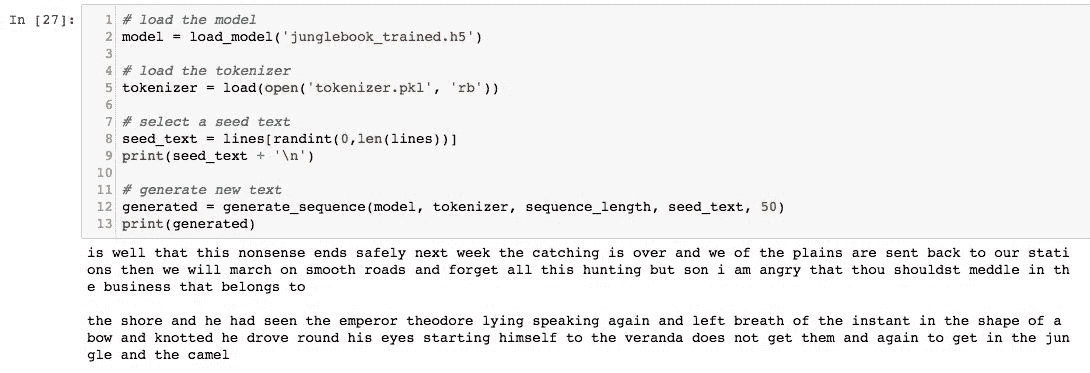 In [27]:
1 # load the model
2 model = load_model('junglebook_trained.h5')
3
4 # load the tokenizer
5 tokenizer = load(open('tokenizer.pkl', 'rb'))
6
7 # select a seed text
8 seed_text = lines[randint(0,len(lines))]
9 print(seed_text + '\n')
10
11 # generate new text
12 generated = generate_sequence(model, tokenizer, sequence_length, seed_text, 50)
13 print(generated)
is well that this nonsense ends safely next week the catching is over and we of the plains are sent back to our stati
ons then we will march on smooth roads and forget all this hunting but son i am angry that thou shouldst meddle in th
e business that belongs to
the shore and he had seen the emperor theodore lying speaking again and left breath of the instant in the shape of a
bow and knotted he drove round his eyes starting himself to the veranda does not get them and again to get in the jun
gle and the camel